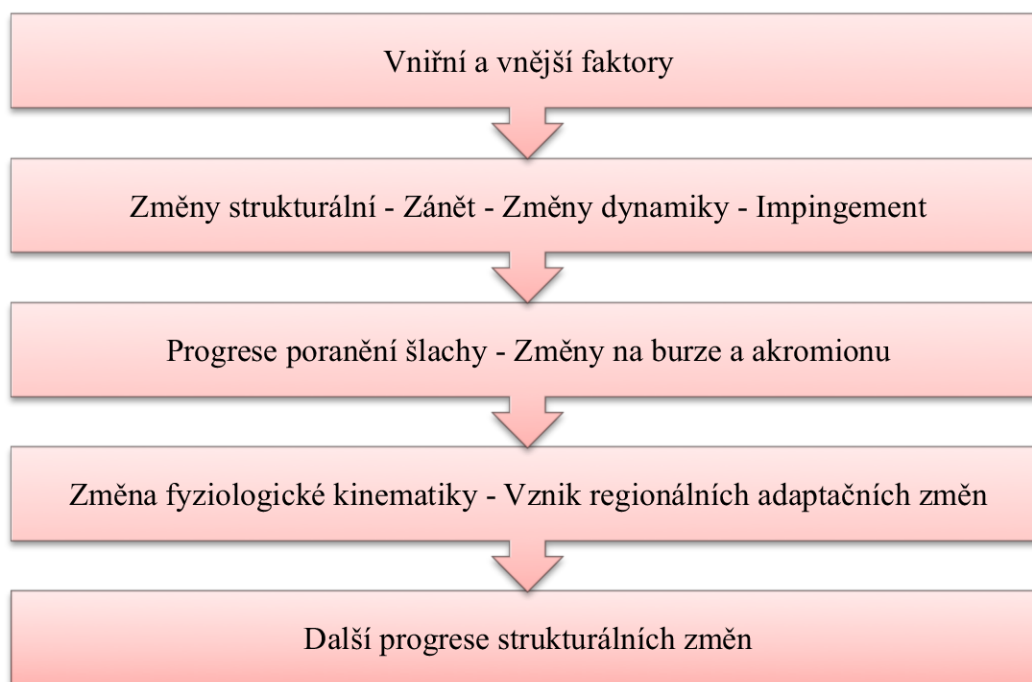 Vniřní a vnější faktory
Změny strukturální - Zánět - Změny dynamiky - Impingement
Progrese poranění šlachy - Změny na burze a akromionu
Změna fyziologické kinematiky - Vznik regionálních adaptačních změn
Další progrese strukturálních změn